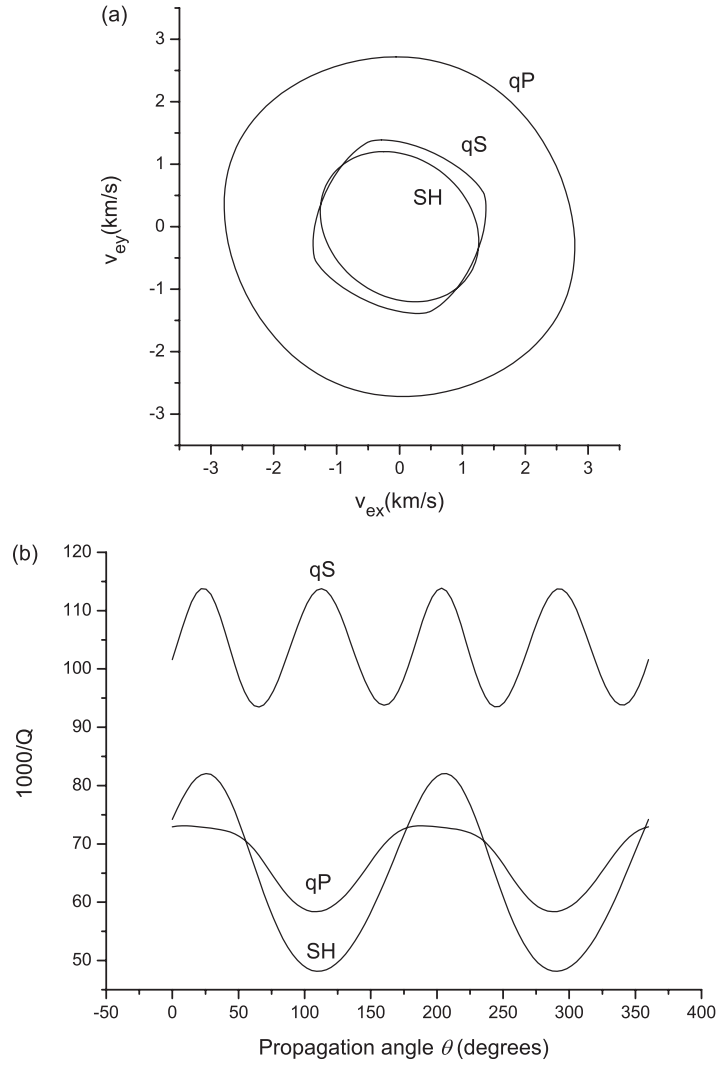 (a)
3
2
1
0
-1
-2
-3
v_ey(km/s)
qP
qS
SH
-3 -2 -1 0 1 2 3
v_ex(km/s)
(b)
120
110
100
90
80
70
60
50
1000/Q
qS
qP
SH
-50 0 50 100 150 200 250 300 350 400
Propagation angle θ (degrees)